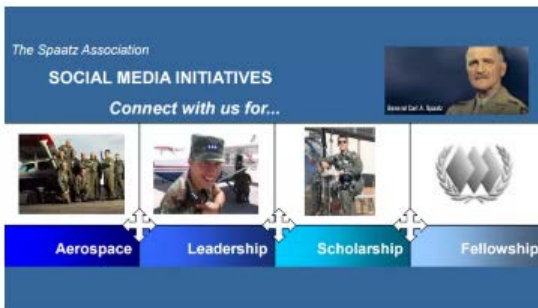 The Spaatz Association
SOCIAL MEDIA INITIATIVES
Connect with us for...
General Carl A. Spaatz
Aerospace
Leadership
Scholarship
Fellowship